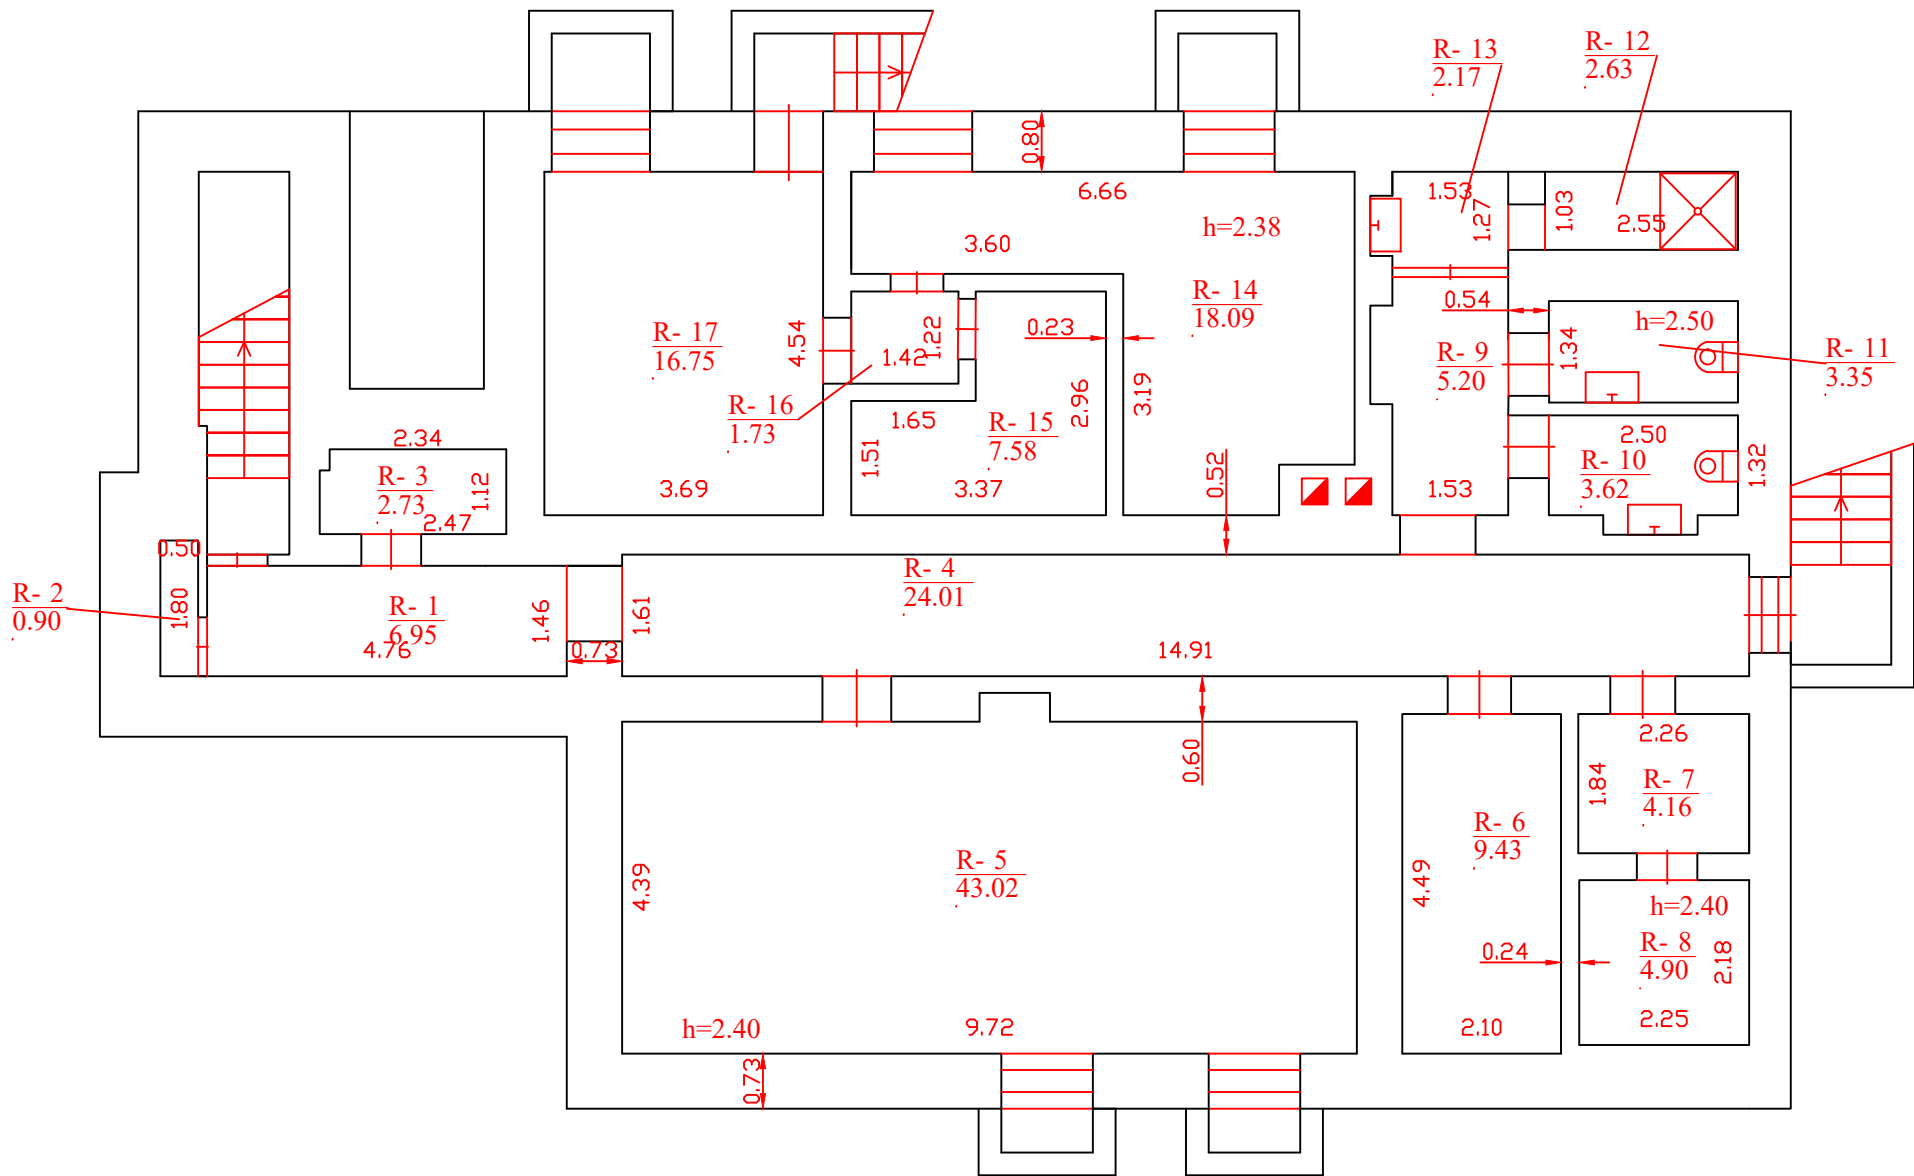 R- 13
2.17
R- 12
2.63
0.80
6.66
1.53
1.27
1.03
2.55
h=2.38
3.60
R- 14
18.09
0.54
h=2.50
R- 17
16.75
4.54
1.42
1.22
0.23
R- 9
5.20
1.34
R- 11
3.35
R- 16
1.73
1.65
R- 15
7.58
2.96
3.19
2.34
R- 3
2.73
1.12
2.47
1.51
3.69
3.37
0.52
1.53
2.50
R- 10
3.62
1.32
0.50
R- 2
0.90
1.80
R- 1
6.95
4.76
1.46
0.73
1.61
R- 4
24.01
14.91
0.60
2.26
1.84
R- 7
4.16
R- 6
9.43
4.39
R- 5
43.02
4.49
h=2.40
R- 8
4.90
2.18
0.24
2.25
h=2.40
9.72
2.10
0.73